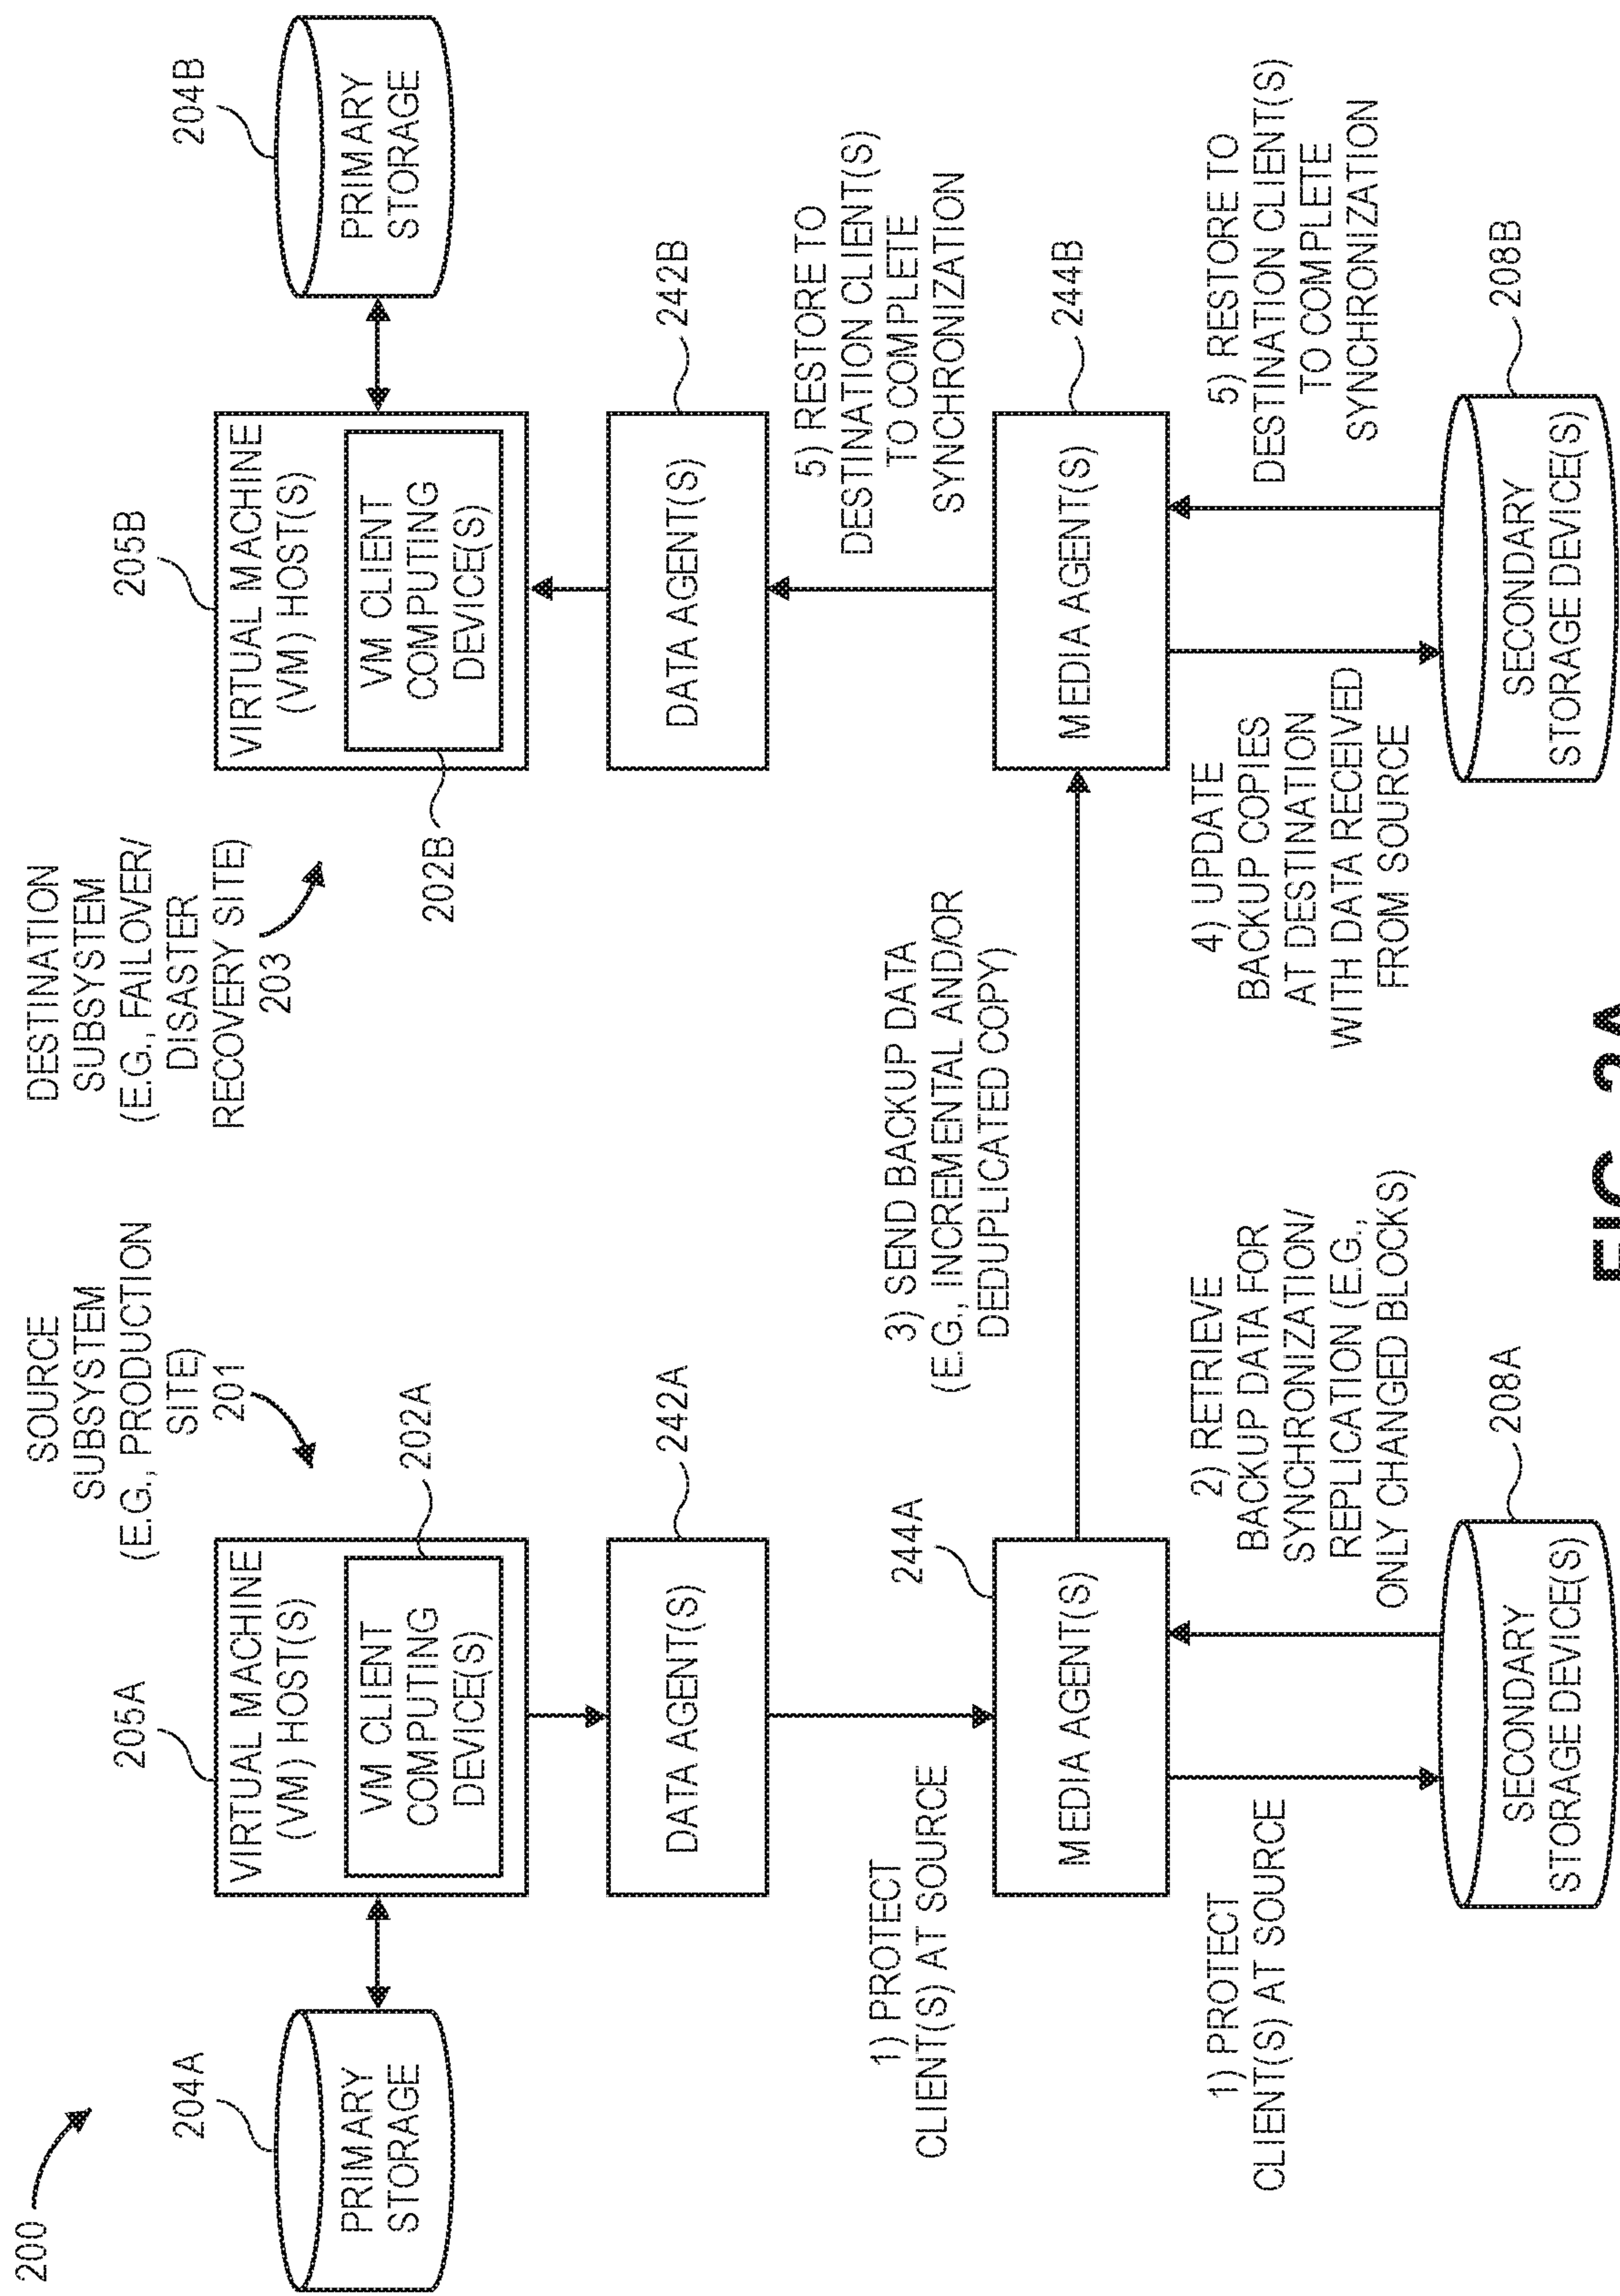 200
SOURCE
SUBSYSTEM
(E.G., PRODUCTION
SITE)
201
DESTINATION
SUBSYSTEM
(E.G., FAILOVER/
DISASTER
RECOVERY SITE)
203
204A
PRIMARY
STORAGE
205A
VIRTUAL MACHINE
(VM) HOST(S)
VM CLIENT
COMPUTING
DEVICE(S)
202A
205B
VIRTUAL MACHINE
(VM) HOST(S)
VM CLIENT
COMPUTING
DEVICE(S)
202B
204B
PRIMARY
STORAGE
DATA AGENT(S)
242A
DATA AGENT(S)
242B
1) PROTECT
CLIENT(S) AT SOURCE
244A
3) SEND BACKUP DATA
(E.G., INCREMENTAL AND/OR
DEDUPLICATED COPY)
5) RESTORE TO
DESTINATION CLIENT(S)
TO COMPLETE
SYNCHRONIZATION
MEDIA AGENT(S)
MEDIA AGENT(S)
244B
1) PROTECT
CLIENT(S) AT SOURCE
2) RETRIEVE
BACKUP DATA FOR
SYNCHRONIZATION/
REPLICATION (E.G.,
ONLY CHANGED BLOCKS)
4) UPDATE
BACKUP COPIES
AT DESTINATION
WITH DATA RECEIVED
FROM SOURCE
5) RESTORE TO
DESTINATION CLIENT(S)
TO COMPLETE
SYNCHRONIZATION
SECONDARY
STORAGE DEVICE(S)
208A
SECONDARY
STORAGE DEVICE(S)
208B